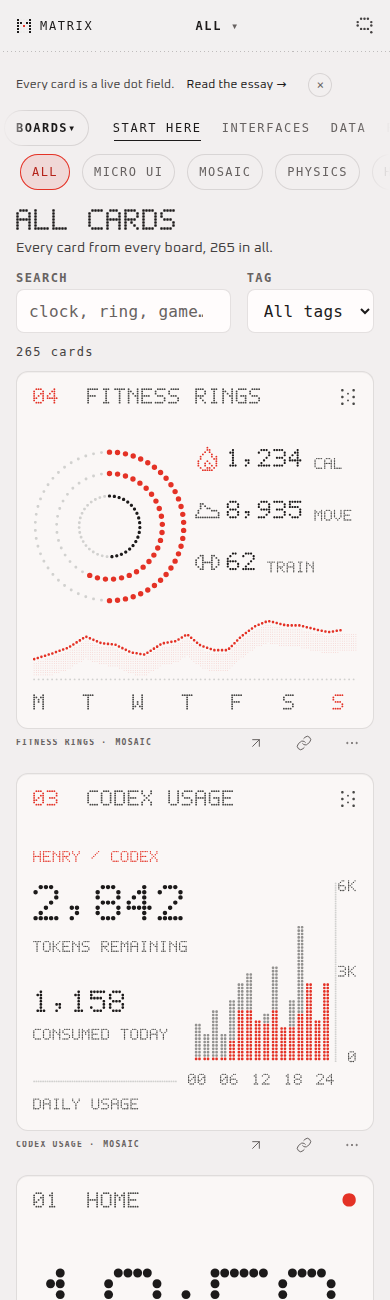 MATRIX
ALL ▾
Every card is a live dot field. Read the essay → ×
BOARDS▾ START HERE INTERFACES DATA
ALL MICRO UI MOSAIC PHYSICS
ALL CARDS
Every card from every board, 265 in all.
SEARCH TAG
clock, ring, game… All tags
265 cards
04 FITNESS RINGS
1,234 CAL
8,935 MOVE
62 TRAIN
M T W T F S S
FITNESS RINGS · MOSAIC
03 CODEX USAGE
HENRY / CODEX
2,842
TOKENS REMAINING
1,158
CONSUMED TODAY
DAILY USAGE
6K
3K
0
00 06 12 18 24
CODEX USAGE · MOSAIC
01 HOME